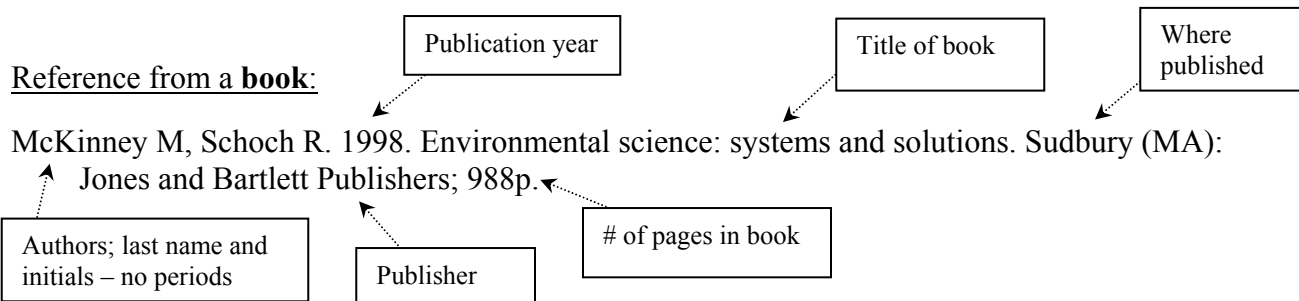 Publication year
Title of book
Where
published
Reference from a book:
McKinney M, Schoch R. 1998. Environmental science: systems and solutions. Sudbury (MA):
Jones and Bartlett Publishers; 988p.
Authors; last name and
initials – no periods
Publisher
# of pages in book